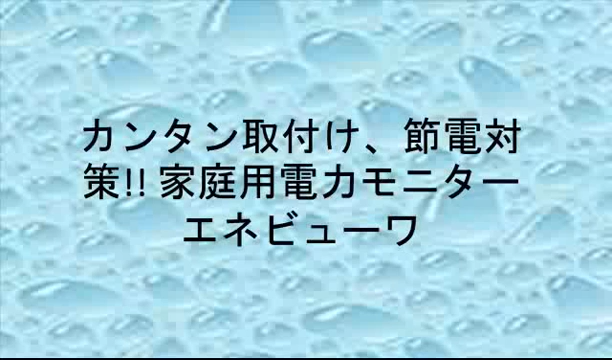 カンタン取付け、節電対
策!! 家庭用電力モニター
エネビューワ